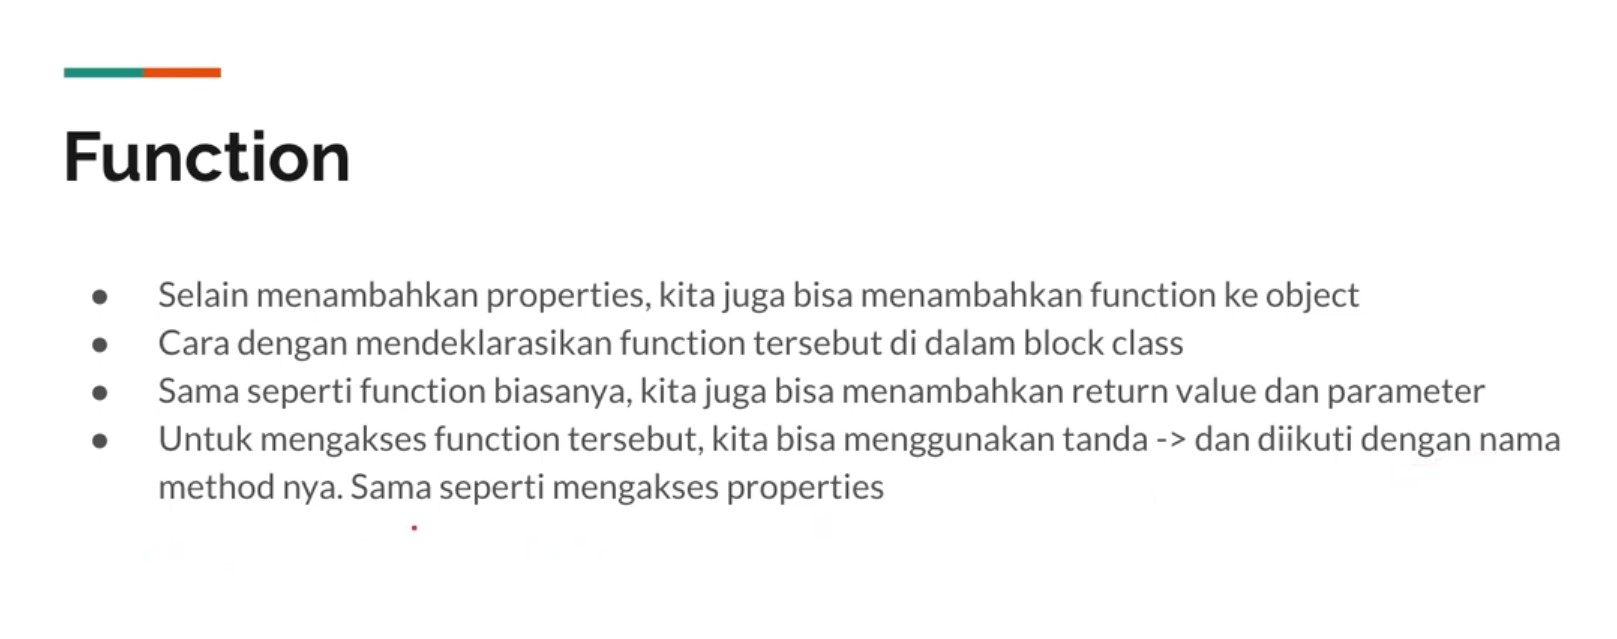 Function
● Selain menambahkan properties, kita juga bisa menambahkan function ke object
● Cara dengan mendeklarasikan function tersebut di dalam block class
● Sama seperti function biasanya, kita juga bisa menambahkan return value dan parameter
● Untuk mengakses function tersebut, kita bisa menggunakan tanda -> dan diikuti dengan nama
method nya. Sama seperti mengakses properties